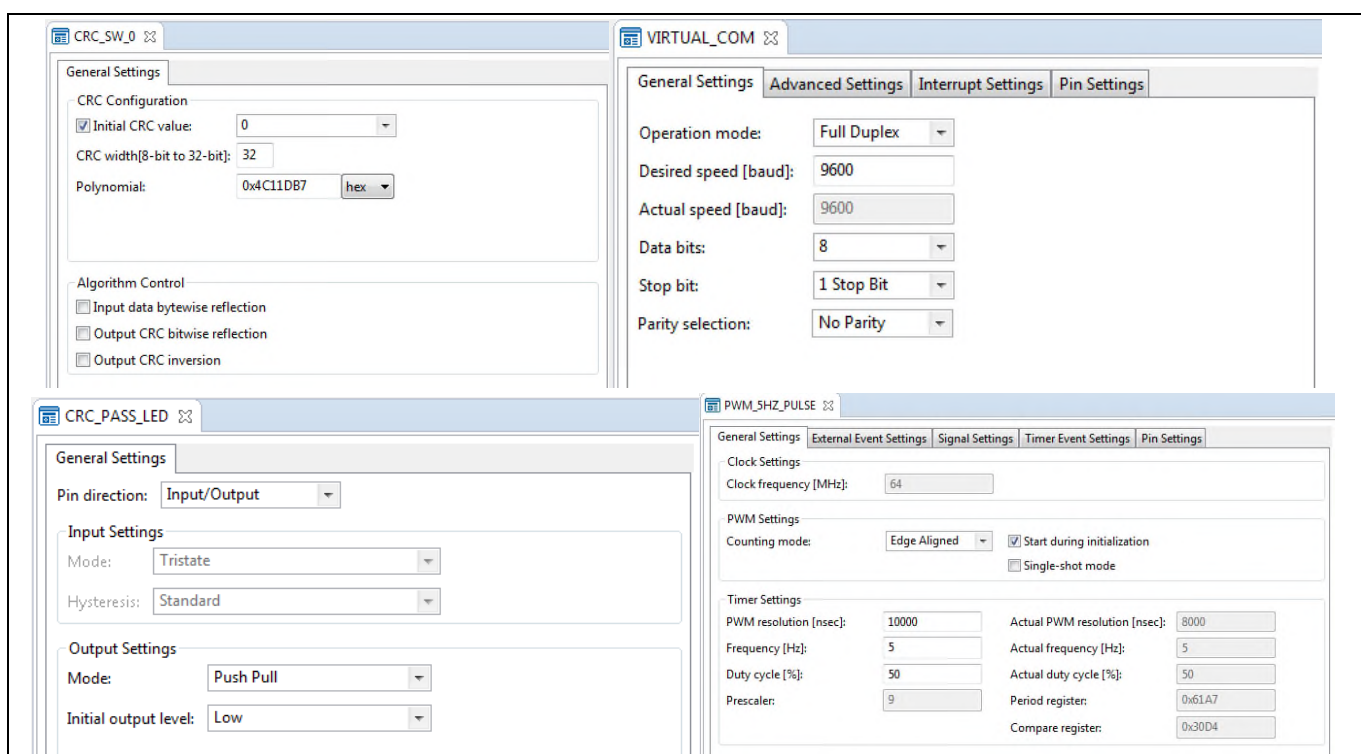 CRC_SW_0
General Settings
CRC Configuration
Initial CRC value: 0
CRC width[8-bit to 32-bit]: 32
Polynomial: 0x4C11DB7 hex
Algorithm Control
Input data bytewise reflection
Output CRC bitwise reflection
Output CRC inversion
VIRTUAL_COM
General Settings Advanced Settings Interrupt Settings Pin Settings
Operation mode: Full Duplex
Desired speed [baud]: 9600
Actual speed [baud]: 9600
Data bits: 8
Stop bit: 1 Stop Bit
Parity selection: No Parity
CRC_PASS_LED
General Settings
Pin direction: Input/Output
Input Settings
Mode: Tristate
Hysteresis: Standard
Output Settings
Mode: Push Pull
Initial output level: Low
PWM_5HZ_PULSE
General Settings External Event Settings Signal Settings Timer Event Settings Pin Settings
Clock Settings
Clock frequency [MHz]: 64
PWM Settings
Counting mode: Edge Aligned Start during initialization
Single-shot mode
Timer Settings
PWM resolution [nsec]: 10000 Actual PWM resolution [nsec]: 8000
Frequency [Hz]: 5 Actual frequency [Hz]: 5
Duty cycle [%]: 50 Actual duty cycle [%]: 50
Prescaler: 9 Period register: 0x61A7
Compare register: 0x30D4